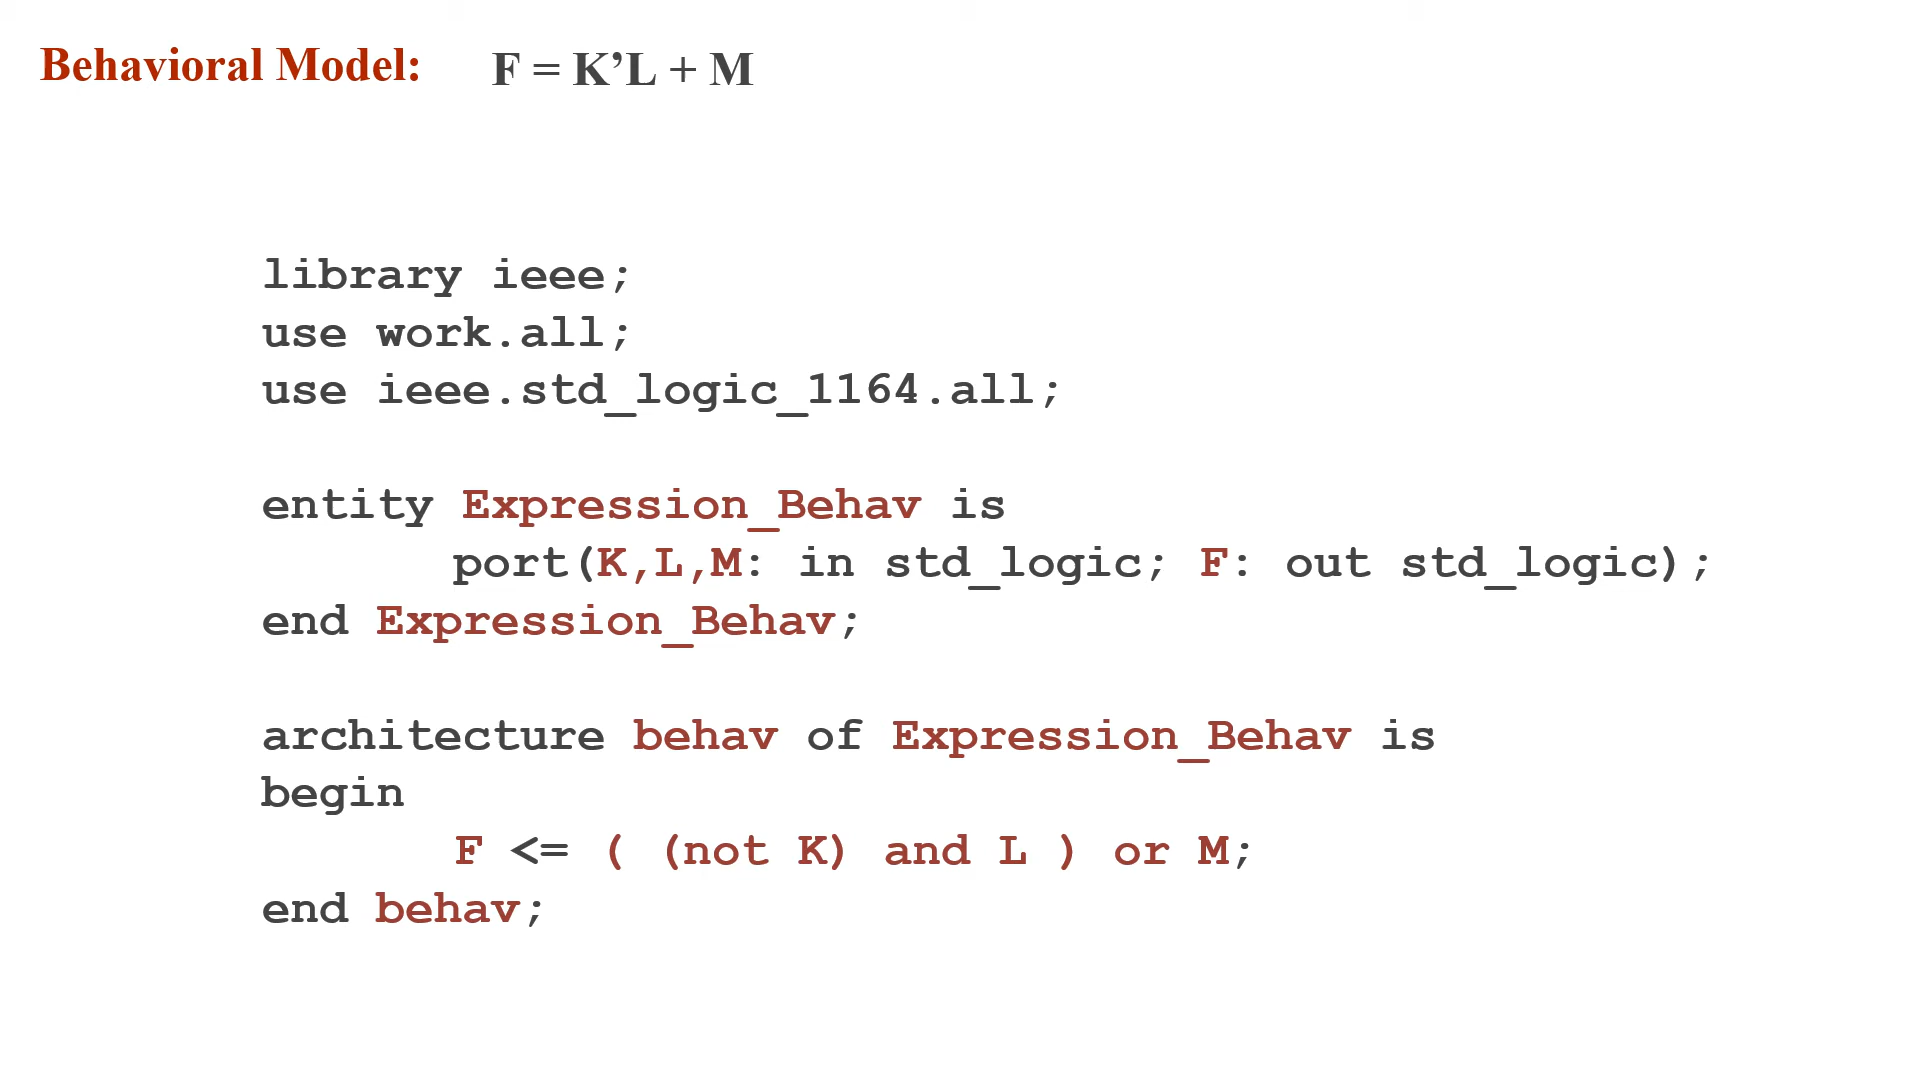 Behavioral Model: F = K’L + M
library ieee;
use work.all;
use ieee.std_logic_1164.all;
entity Expression_Behav is
port(K,L,M: in std_logic; F: out std_logic);
end Expression_Behav;
architecture behav of Expression_Behav is
begin
F <= ( (not K) and L ) or M;
end behav;